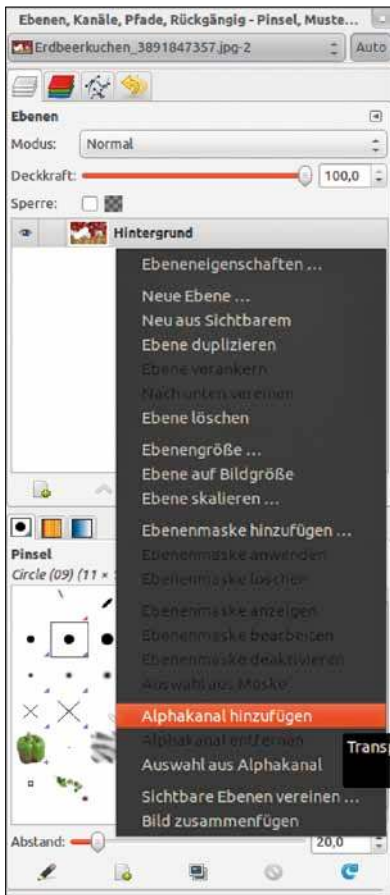 Ebenen, Kanäle, Pfade, Rückgängig - Pinsel, Muste...
Erdbeerkuchen_3891847357.jpg-2
Auto
Ebenen
Modus: Normal
Deckkraft: 100,0
Sperre:
Hintergrund
Ebeneneigenschaften ...
Neue Ebene ...
Neu aus Sichtbarem
Ebene duplizieren
Ebene verankern
Nach unten vereinen
Ebene löschen
Ebenengröße ...
Ebene auf Bildgröße
Ebene skalieren ...
Ebenenmaske hinzufügen ...
Ebenenmaske anwenden
Ebenenmaske löschen
Ebenenmaske anzeigen
Ebenenmaske bearbeiten
Ebenenmaske deaktivieren
Auswahl aus Maske
Alphakanal hinzufügen
Alphakanal entfernen
Transp
Auswahl aus Alphakanal
Sichtbare Ebenen vereinen ...
Bild zusammenfügen
Pinsel
Circle (09) (11 ×
Abstand: 20,0